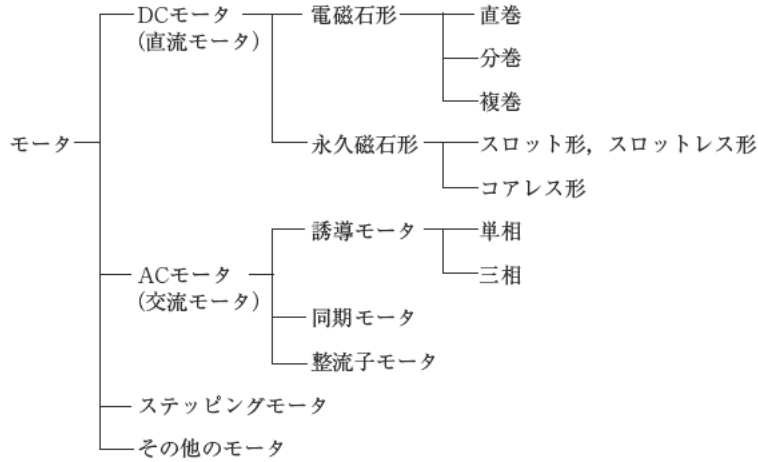 DCモータ 電磁石形 直巻
(直流モータ)
分巻
複巻
モータ 永久磁石形 スロット形，スロットレス形
コアレス形
誘導モータ 単相
ACモータ 三相
(交流モータ)
同期モータ
整流子モータ
ステッピングモータ
その他のモータ